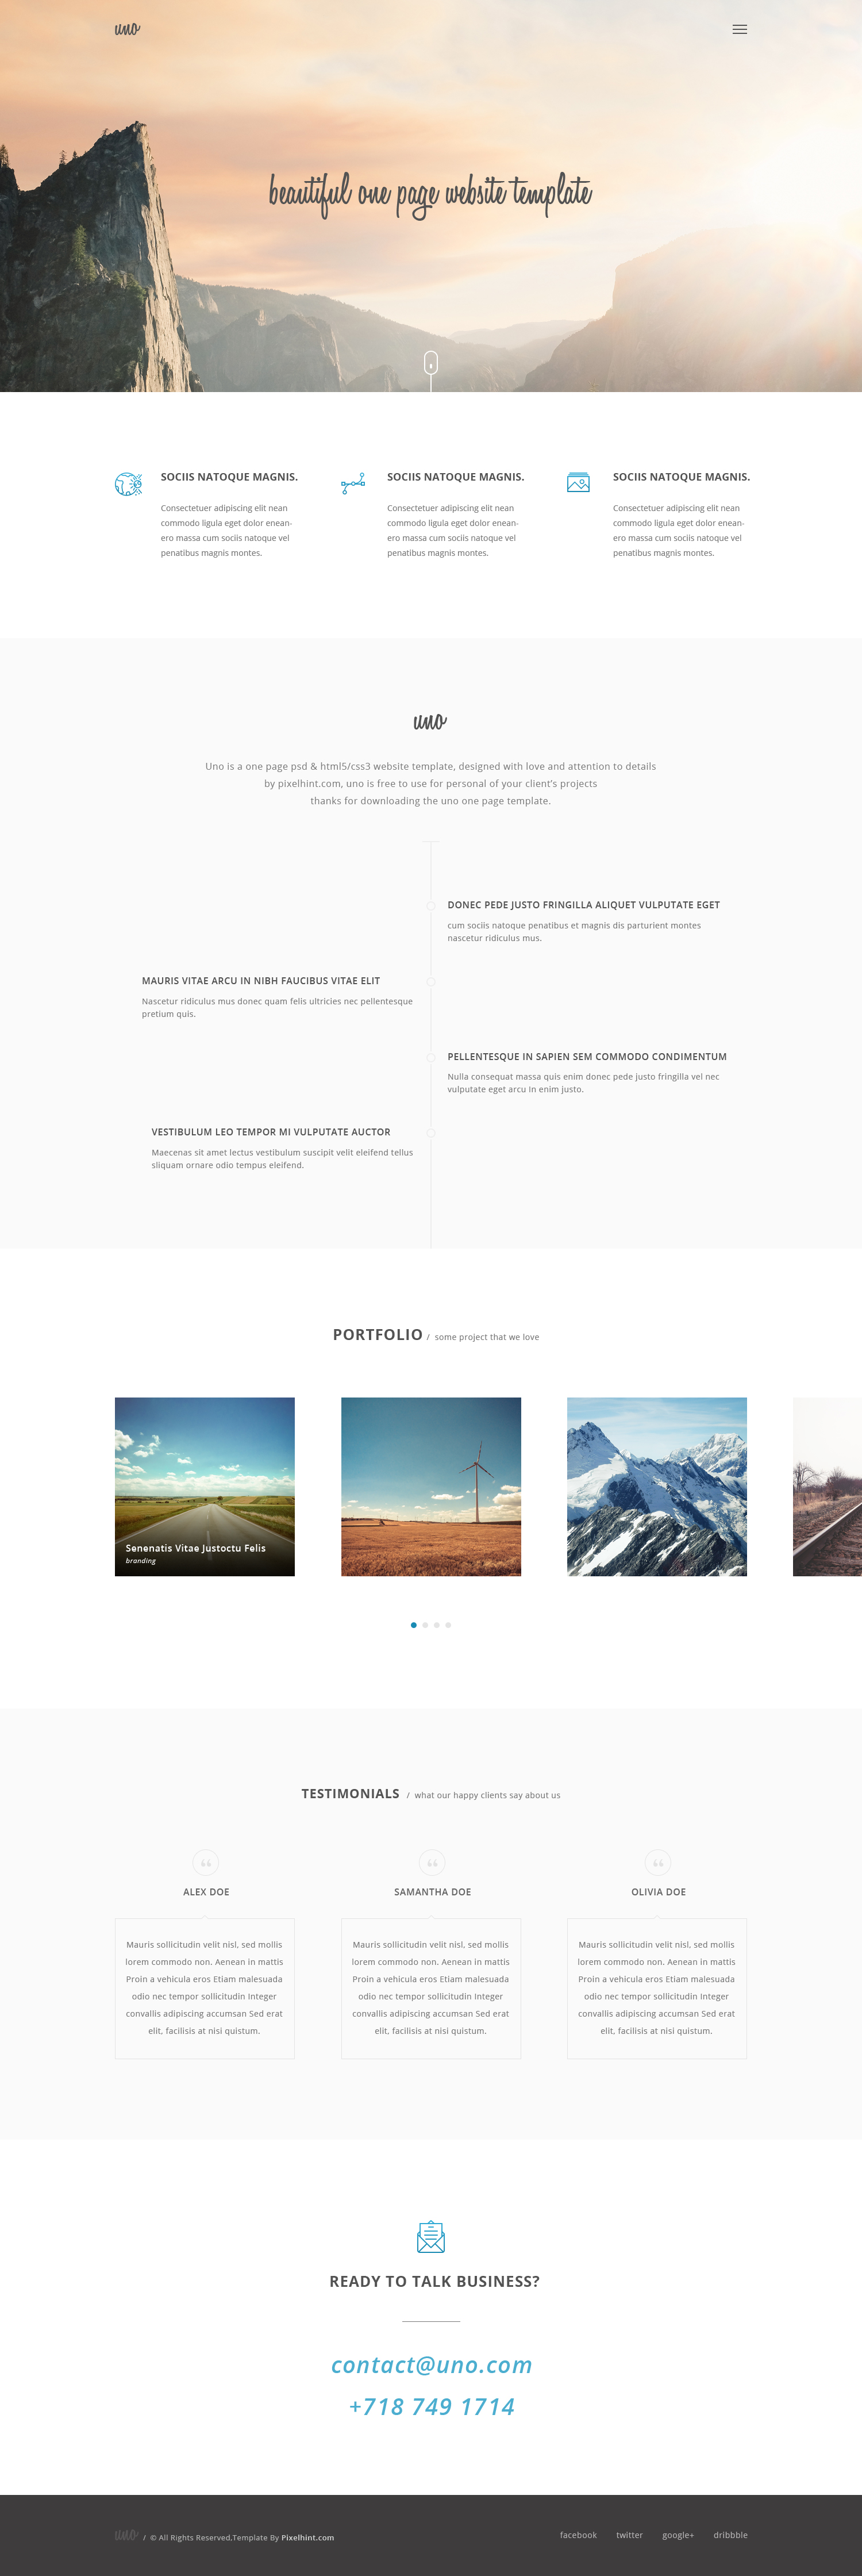 uno
beautiful one page website template
SOCIIS NATOQUE MAGNIS.
Consectetuer adipiscing elit nean
commodo ligula eget dolor enean-
ero massa cum sociis natoque vel
penatibus magnis montes.
SOCIIS NATOQUE MAGNIS.
Consectetuer adipiscing elit nean
commodo ligula eget dolor enean-
ero massa cum sociis natoque vel
penatibus magnis montes.
SOCIIS NATOQUE MAGNIS.
Consectetuer adipiscing elit nean
commodo ligula eget dolor enean-
ero massa cum sociis natoque vel
penatibus magnis montes.
uno
Uno is a one page psd & html5/css3 website template, designed with love and attention to details
by pixelhint.com, uno is free to use for personal of your client's projects
thanks for downloading the uno one page template.
DONEC PEDE JUSTO FRINGILLA ALIQUET VULPUTATE EGET
cum sociis natoque penatibus et magnis dis parturient montes
nascetur ridiculus mus.
MAURIS VITAE ARCU IN NIBH FAUCIBUS VITAE ELIT
Nascetur ridiculus mus donec quam felis ultricies nec pellentesque
pretium quis.
PELLENTESQUE IN SAPIEN SEM COMMODO CONDIMENTUM
Nulla consequat massa quis enim donec pede justo fringilla vel nec
vulputate eget arcu In enim justo.
VESTIBULUM LEO TEMPOR MI VULPUTATE AUCTOR
Maecenas sit amet lectus vestibulum suscipit velit eleifend tellus
sliquam ornare odio tempus eleifend.
PORTFOLIO / some project that we love
Senenatis Vitae Justoctu Felis
branding
TESTIMONIALS / what our happy clients say about us
ALEX DOE
Mauris sollicitudin velit nisl, sed mollis
lorem commodo non. Aenean in mattis
Proin a vehicula eros Etiam malesuada
odio nec tempor sollicitudin Integer
convallis adipiscing accumsan Sed erat
elit, facilisis at nisi quistum.
SAMANTHA DOE
Mauris sollicitudin velit nisl, sed mollis
lorem commodo non. Aenean in mattis
Proin a vehicula eros Etiam malesuada
odio nec tempor sollicitudin Integer
convallis adipiscing accumsan Sed erat
elit, facilisis at nisi quistum.
OLIVIA DOE
Mauris sollicitudin velit nisl, sed mollis
lorem commodo non. Aenean in mattis
Proin a vehicula eros Etiam malesuada
odio nec tempor sollicitudin Integer
convallis adipiscing accumsan Sed erat
elit, facilisis at nisi quistum.
READY TO TALK BUSINESS?
contact@uno.com
+718 749 1714
uno / © All Rights Reserved,Template By Pixelhint.com
facebook twitter google+ dribbble